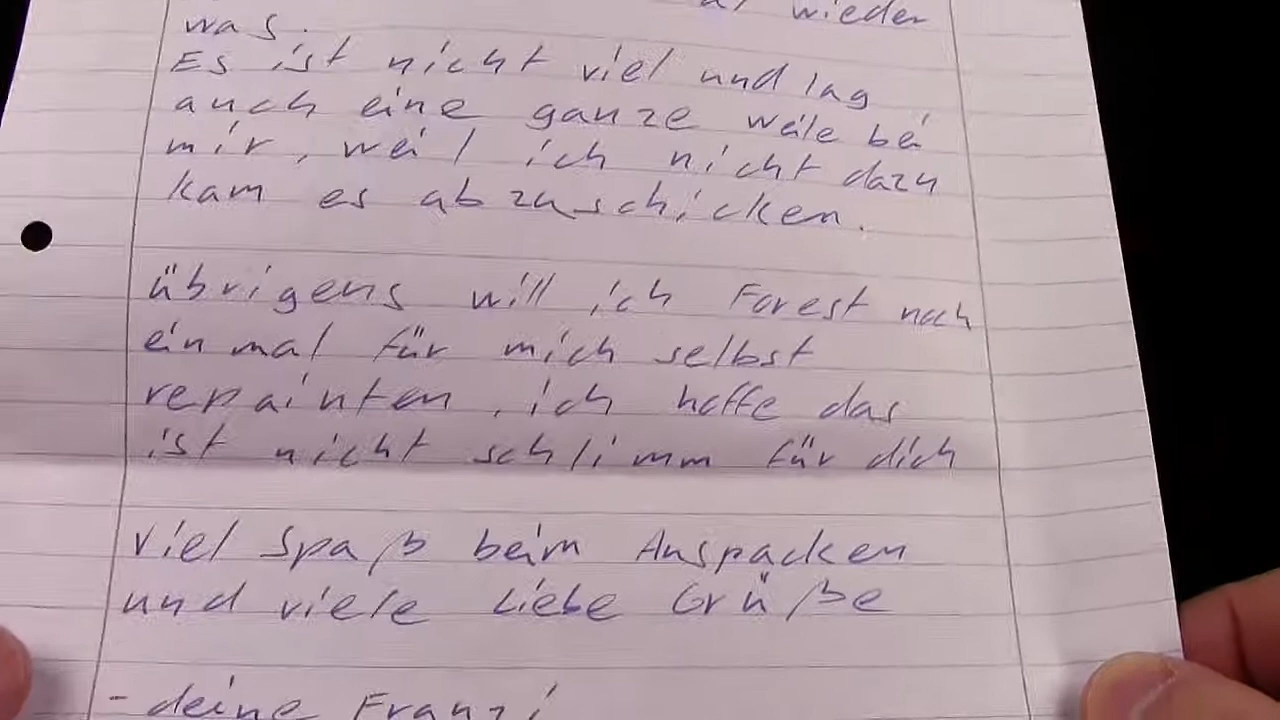 wieder
was.
Es ist nicht viel und lag
auch eine ganze weile bei
mir, weil ich nicht dazu
kam es abzuschicken.
übrigens will ich Forest noch
einmal für mich selbst
repainten, ich hoffe das
ist nicht schlimm für dich
Viel Spaß beim Auspacken
und viele Liebe Grüße
- deine Franzi